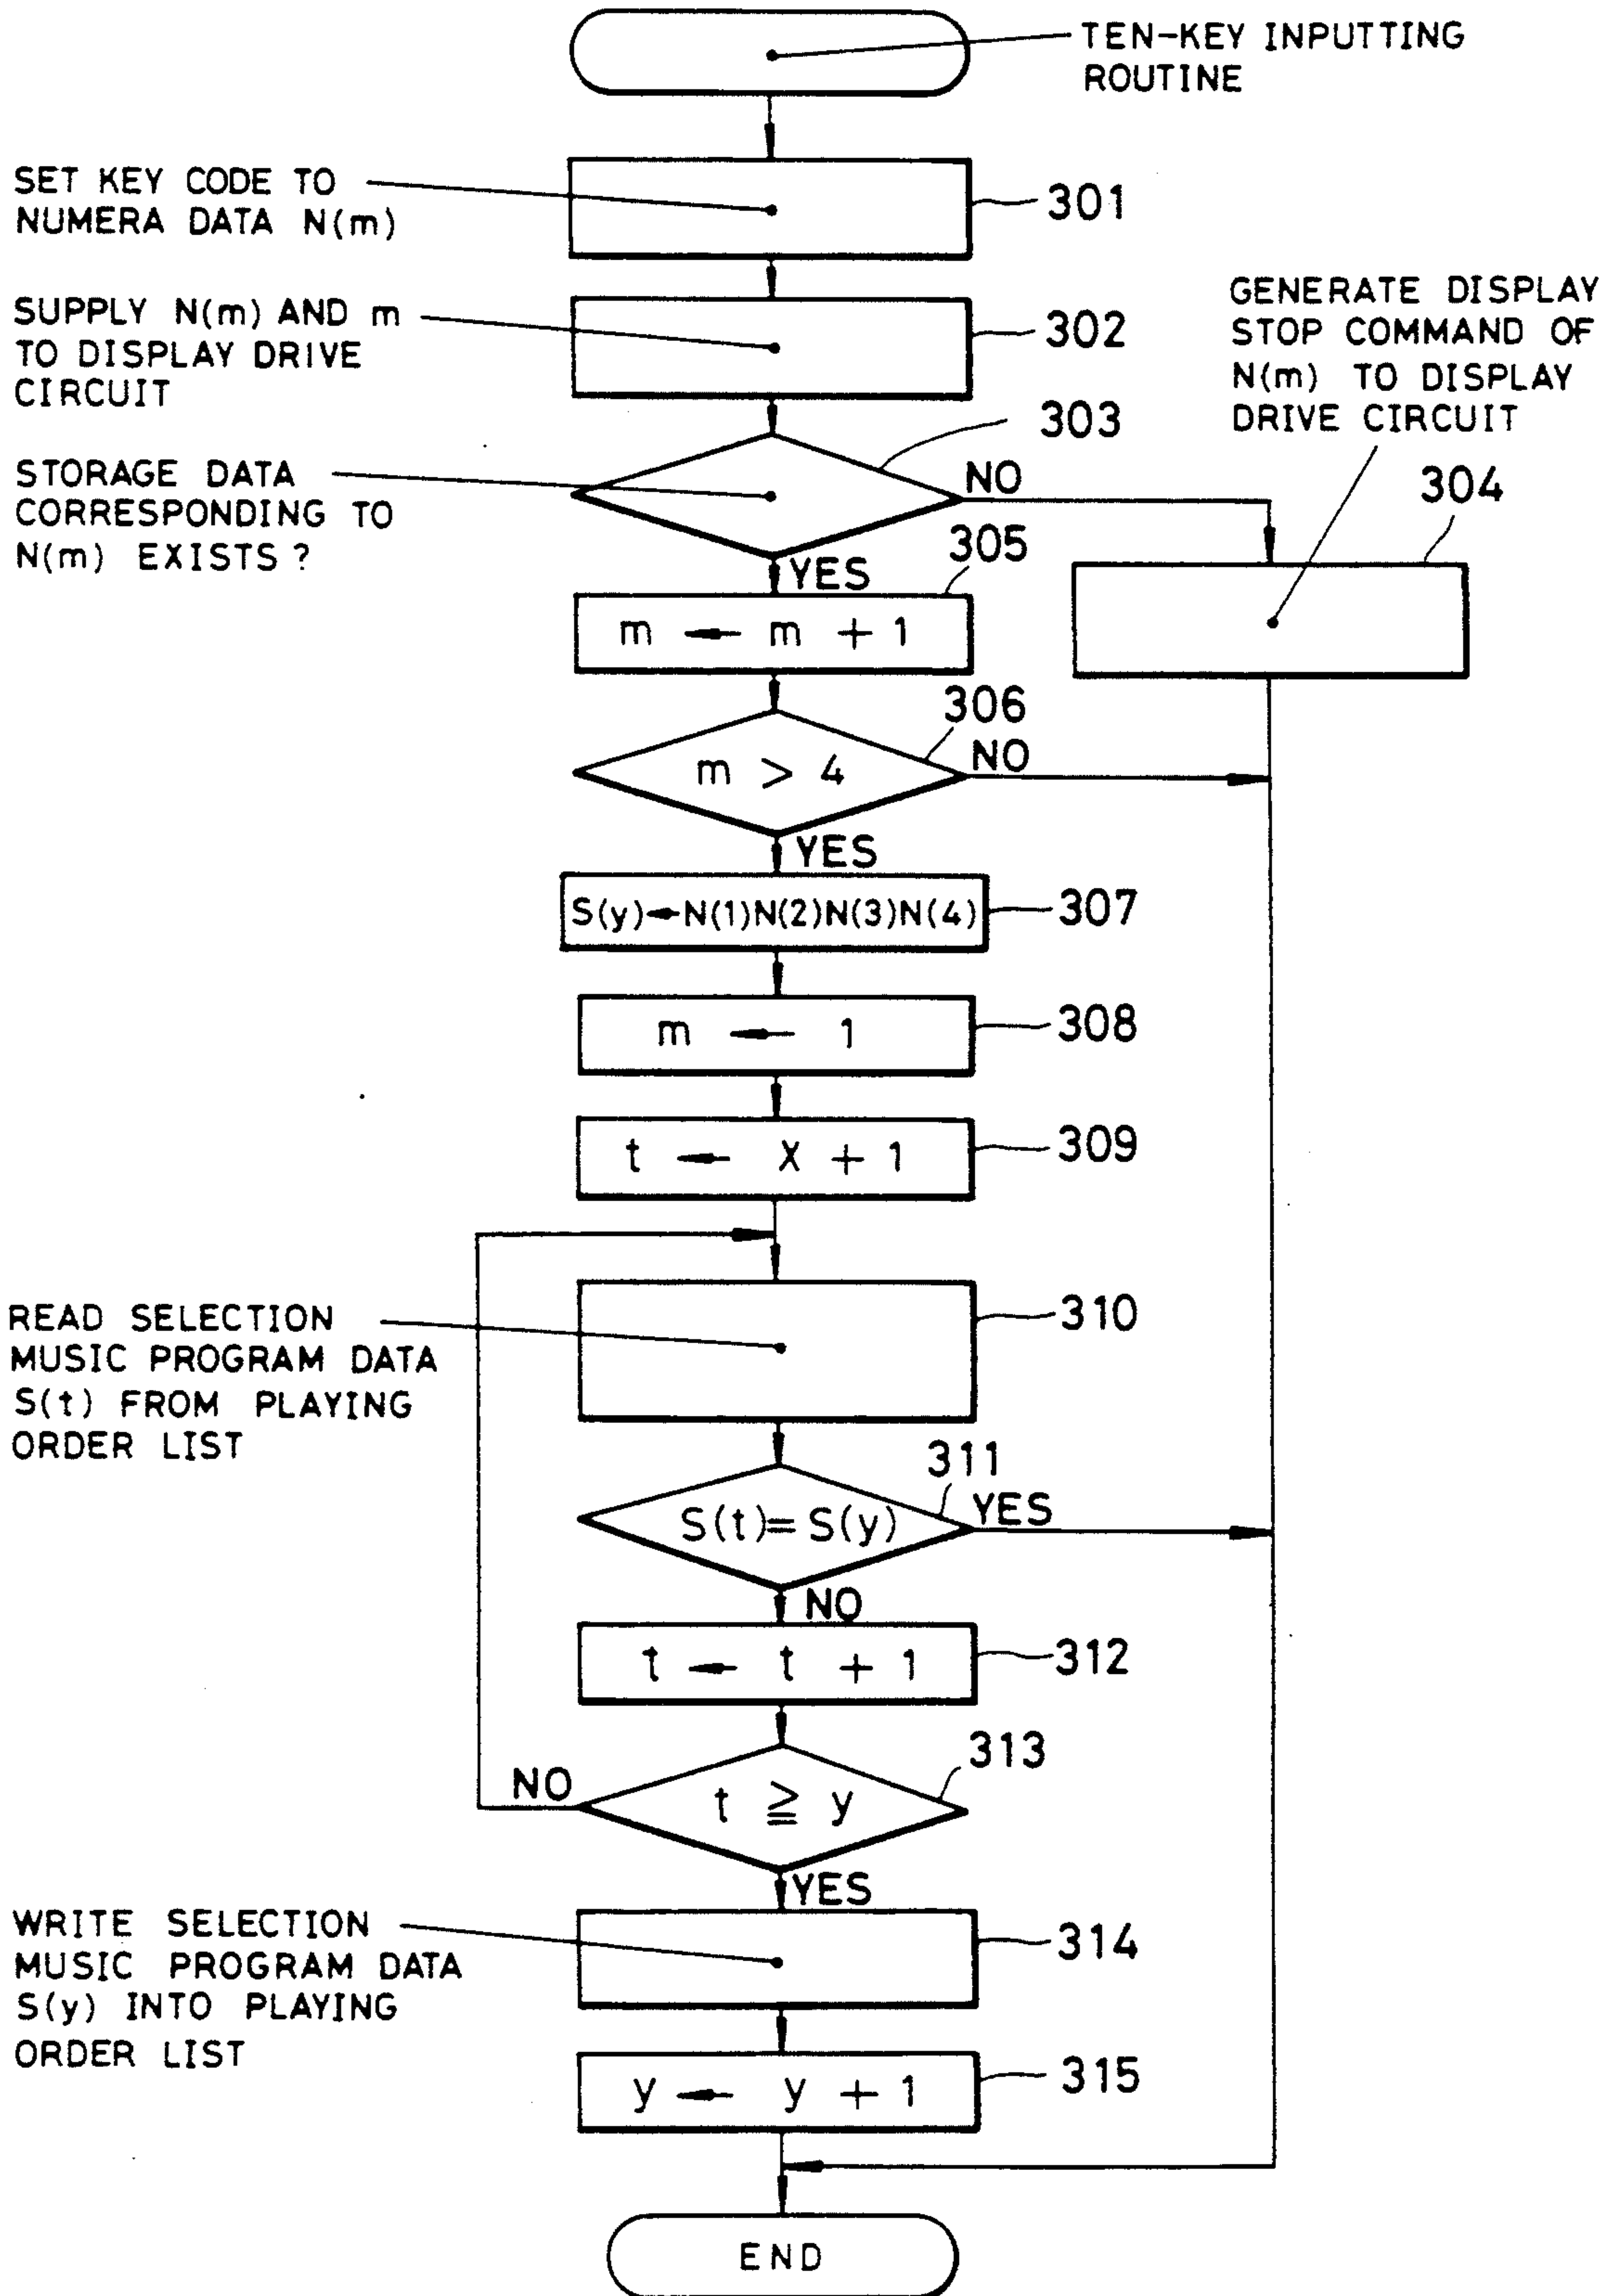 TEN-KEY INPUTTING
ROUTINE
SET KEY CODE TO
NUMERA DATA N(m)
301
SUPPLY N(m) AND m
TO DISPLAY DRIVE
CIRCUIT
302
GENERATE DISPLAY
STOP COMMAND OF
N(m) TO DISPLAY
DRIVE CIRCUIT
303
STORAGE DATA
CORRESPONDING TO
N(m) EXISTS ?
NO
304
YES
305
m ← m + 1
306
m > 4
NO
YES
S(y)←N(1)N(2)N(3)N(4)
307
m ← 1
308
t ← X + 1
309
READ SELECTION
MUSIC PROGRAM DATA
S(t) FROM PLAYING
ORDER LIST
310
311
S(t)= S(y)
YES
NO
t ← t + 1
312
313
NO
t ≧ y
YES
WRITE SELECTION
MUSIC PROGRAM DATA
S(y) INTO PLAYING
ORDER LIST
314
y ← y + 1
315
END